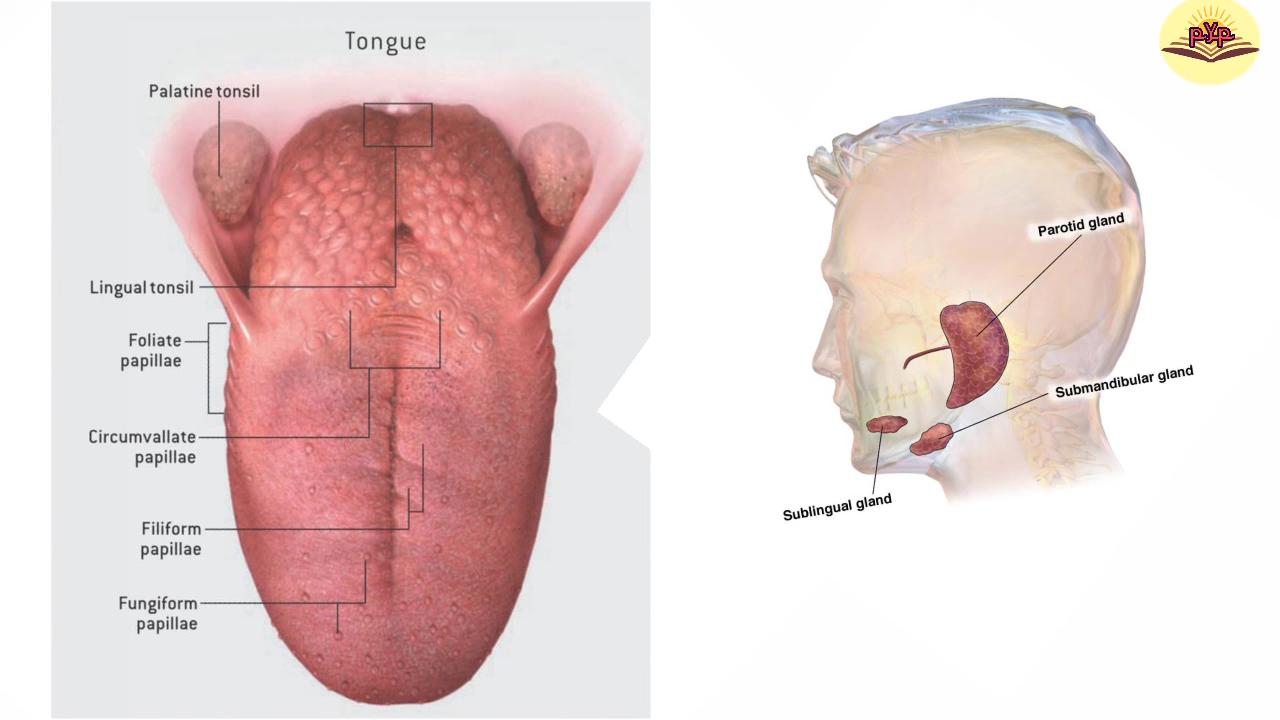 Tongue
Palatine tonsil
Lingual tonsil
Foliate
papillae
Circumvallate
papillae
Filiform
papillae
Fungiform
papillae
PYP
Parotid gland
Submandibular gland
Sublingual gland